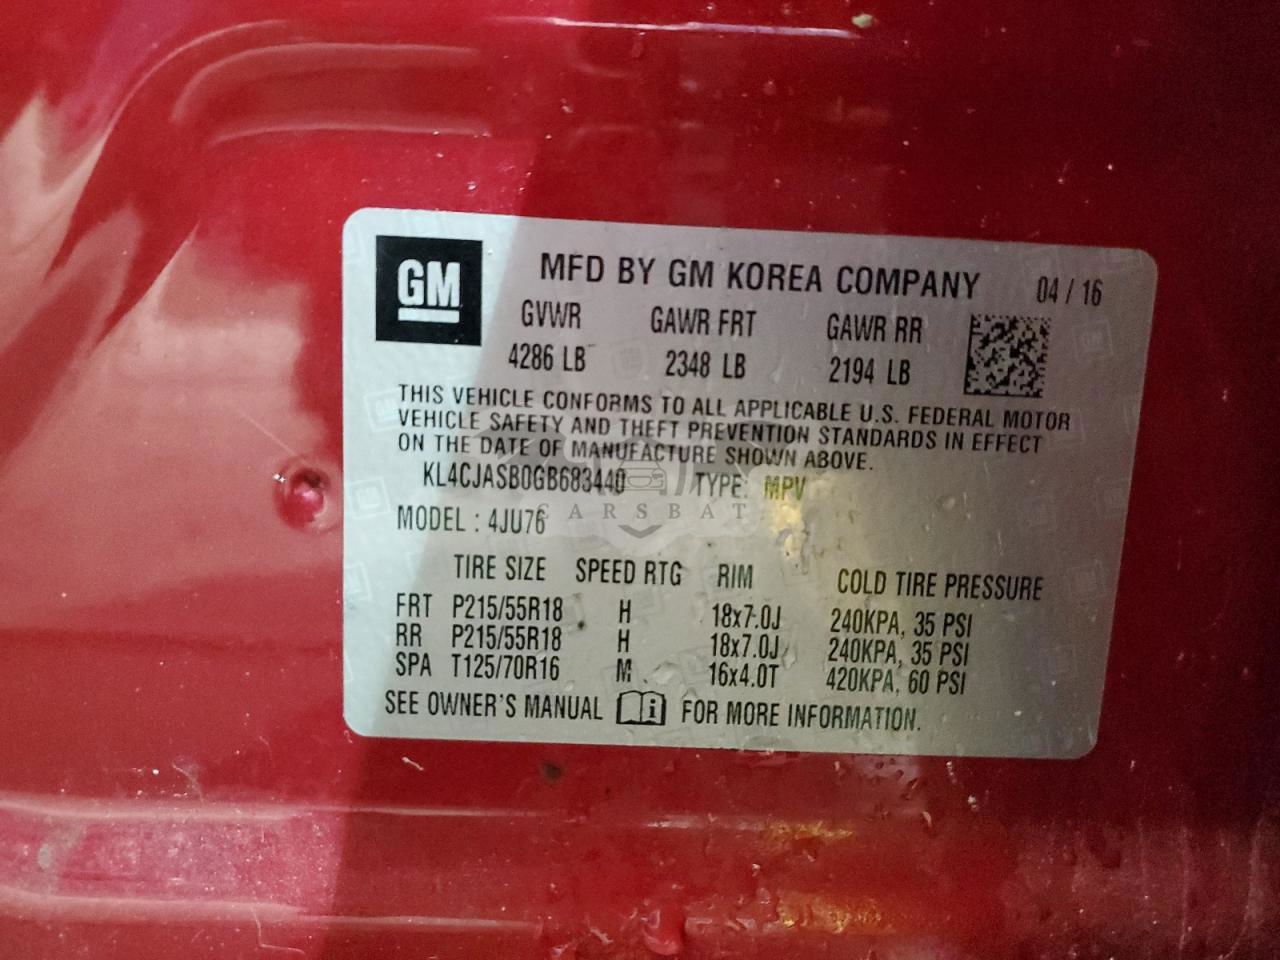 GM
MFD BY GM KOREA COMPANY 04 / 16
GVWR GAWR FRT GAWR RR
4286 LB 2348 LB 2194 LB
THIS VEHICLE CONFORMS TO ALL APPLICABLE U.S. FEDERAL MOTOR
VEHICLE SAFETY AND THEFT PREVENTION STANDARDS IN EFFECT
ON THE DATE OF MANUFACTURE SHOWN ABOVE.
KL4CJASB0GB683440 TYPE: MPV
CARSBAT
MODEL : 4JU76
TIRE SIZE SPEED RTG RIM COLD TIRE PRESSURE
FRT P215/55R18 H 18x7.0J 240KPA, 35 PSI
RR P215/55R18 H 18x7.0J 240KPA, 35 PSI
SPA T125/70R16 M 16x4.0T 420KPA, 60 PSI
SEE OWNER'S MANUAL i FOR MORE INFORMATION.